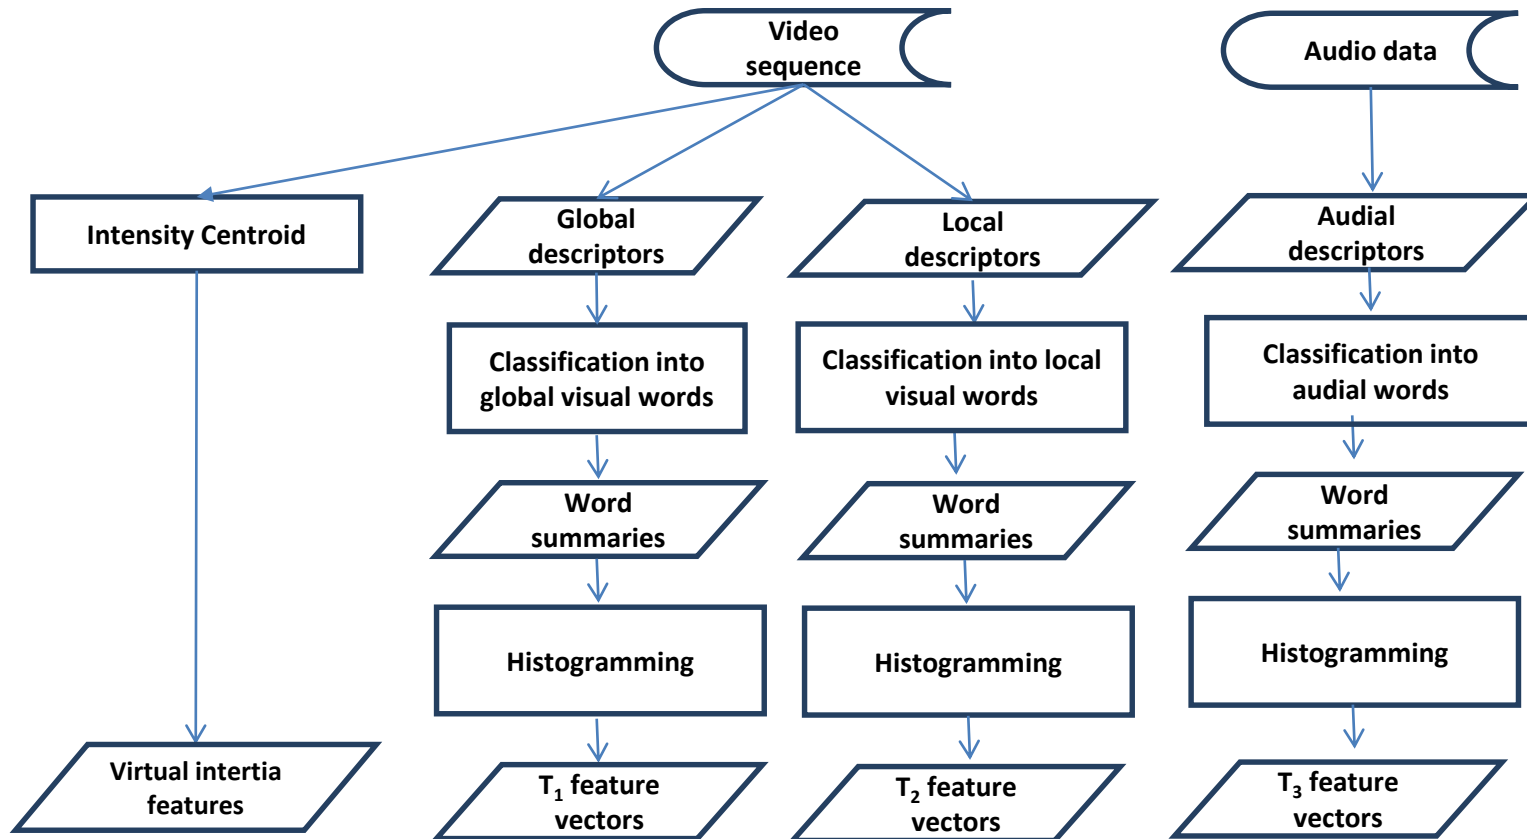 Video
sequence
Audio data
Intensity Centroid
Global
descriptors
Local
descriptors
Audial
descriptors
Classification into
global visual words
Classification into local
visual words
Classification into
audial words
Word
summaries
Word
summaries
Word
summaries
Histogramming
Histogramming
Histogramming
Virtual intertia
features
T1 feature
vectors
T2 feature
vectors
T3 feature
vectors